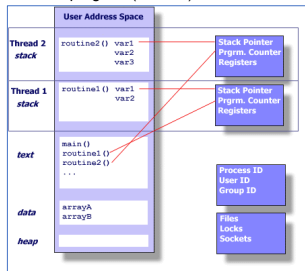 User Address Space
Thread 2
stack
routine2() var1
var2
var3
Stack Pointer
Prgrm. Counter
Registers
Thread 1
stack
routine1() var1
var2
Stack Pointer
Prgrm. Counter
Registers
text
main()
routine1()
routine2()
...
Process ID
User ID
Group ID
data
arrayA
arrayB
Files
Locks
Sockets
heap